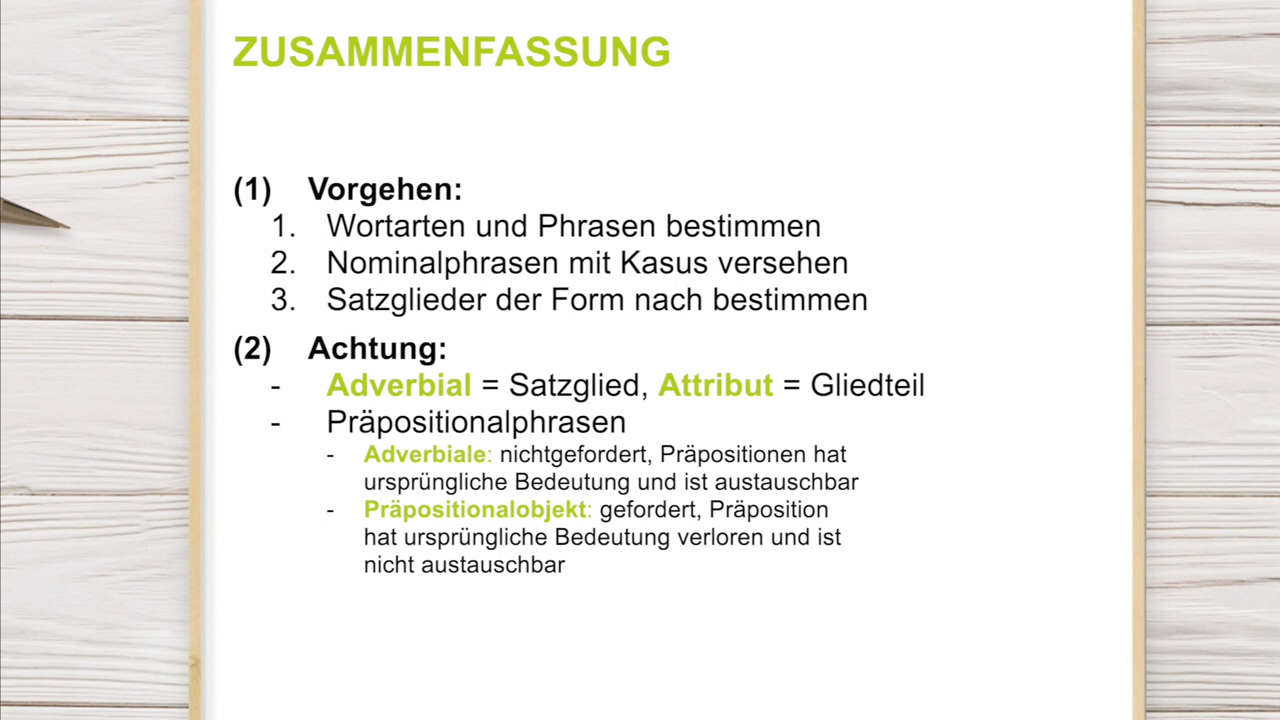 ZUSAMMENFASSUNG
(1) Vorgehen:
1. Wortarten und Phrasen bestimmen
2. Nominalphrasen mit Kasus versehen
3. Satzglieder der Form nach bestimmen
(2) Achtung:
- Adverbial = Satzglied, Attribut = Gliedteil
- Präpositionalphrasen
- Adverbiale: nichtgefordert, Präpositionen hat
ursprüngliche Bedeutung und ist austauschbar
- Präpositionalobjekt: gefordert, Präposition
hat ursprüngliche Bedeutung verloren und ist
nicht austauschbar